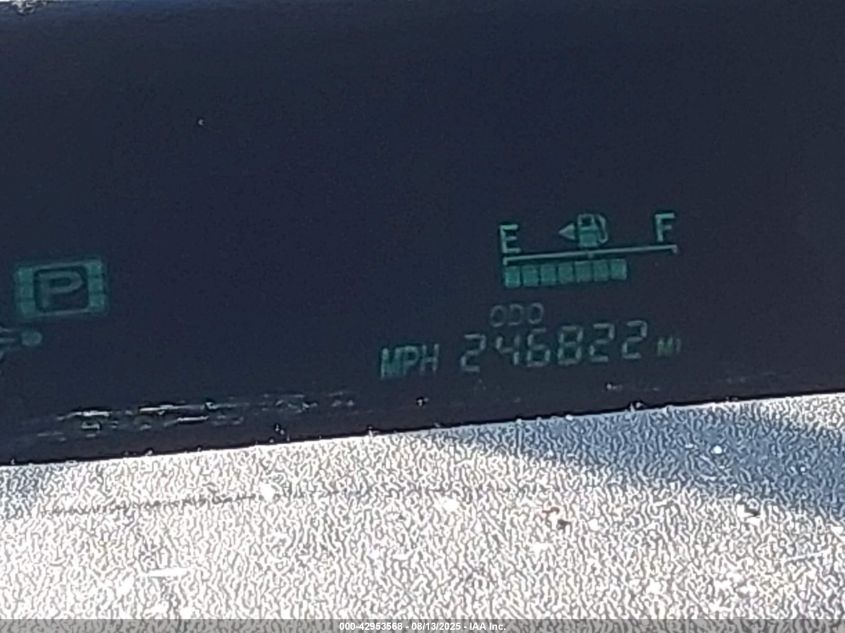 E F
P
ODO
MPH 246822 MI
000-42953568 - 08/13/2025 - IAA Inc.